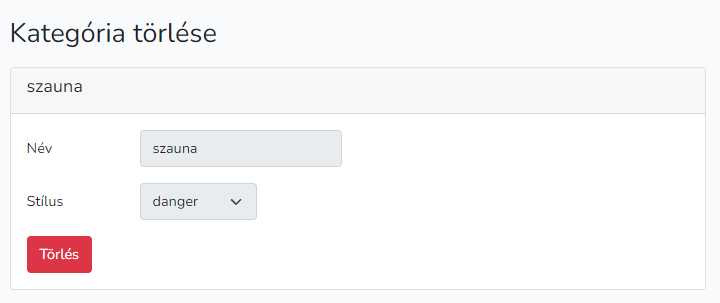 Kategória törlése
szauna
Név szauna
Stílus danger
Törlés